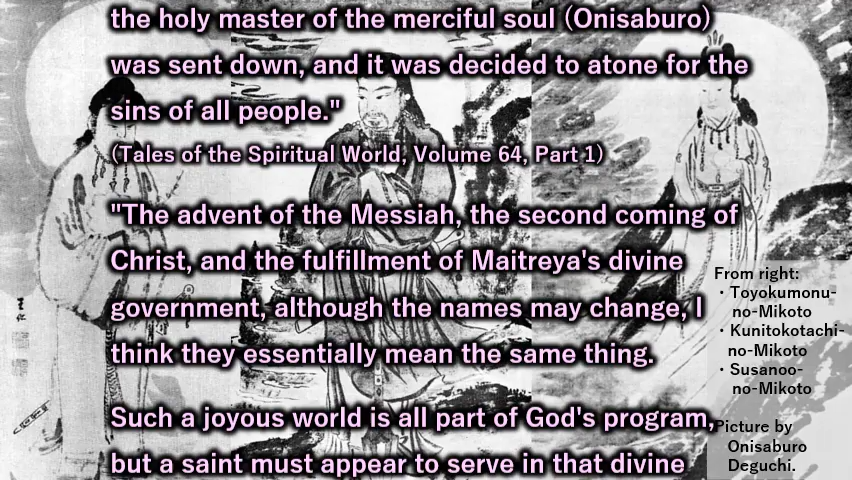 the holy master of the merciful soul (Onisaburo)
was sent down, and it was decided to atone for the
sins of all people."
(Tales of the Spiritual World, Volume 64, Part 1)
"The advent of the Messiah, the second coming of
Christ, and the fulfillment of Maitreya's divine
government, although the names may change, I
think they essentially mean the same thing.
Such a joyous world is all part of God's program,
but a saint must appear to serve in that divine
From right:
・Toyokumonu-
no-Mikoto
・Kunitokotachi-
no-Mikoto
・Susanoo-
no-Mikoto
Picture by
Onisaburo
Deguchi.